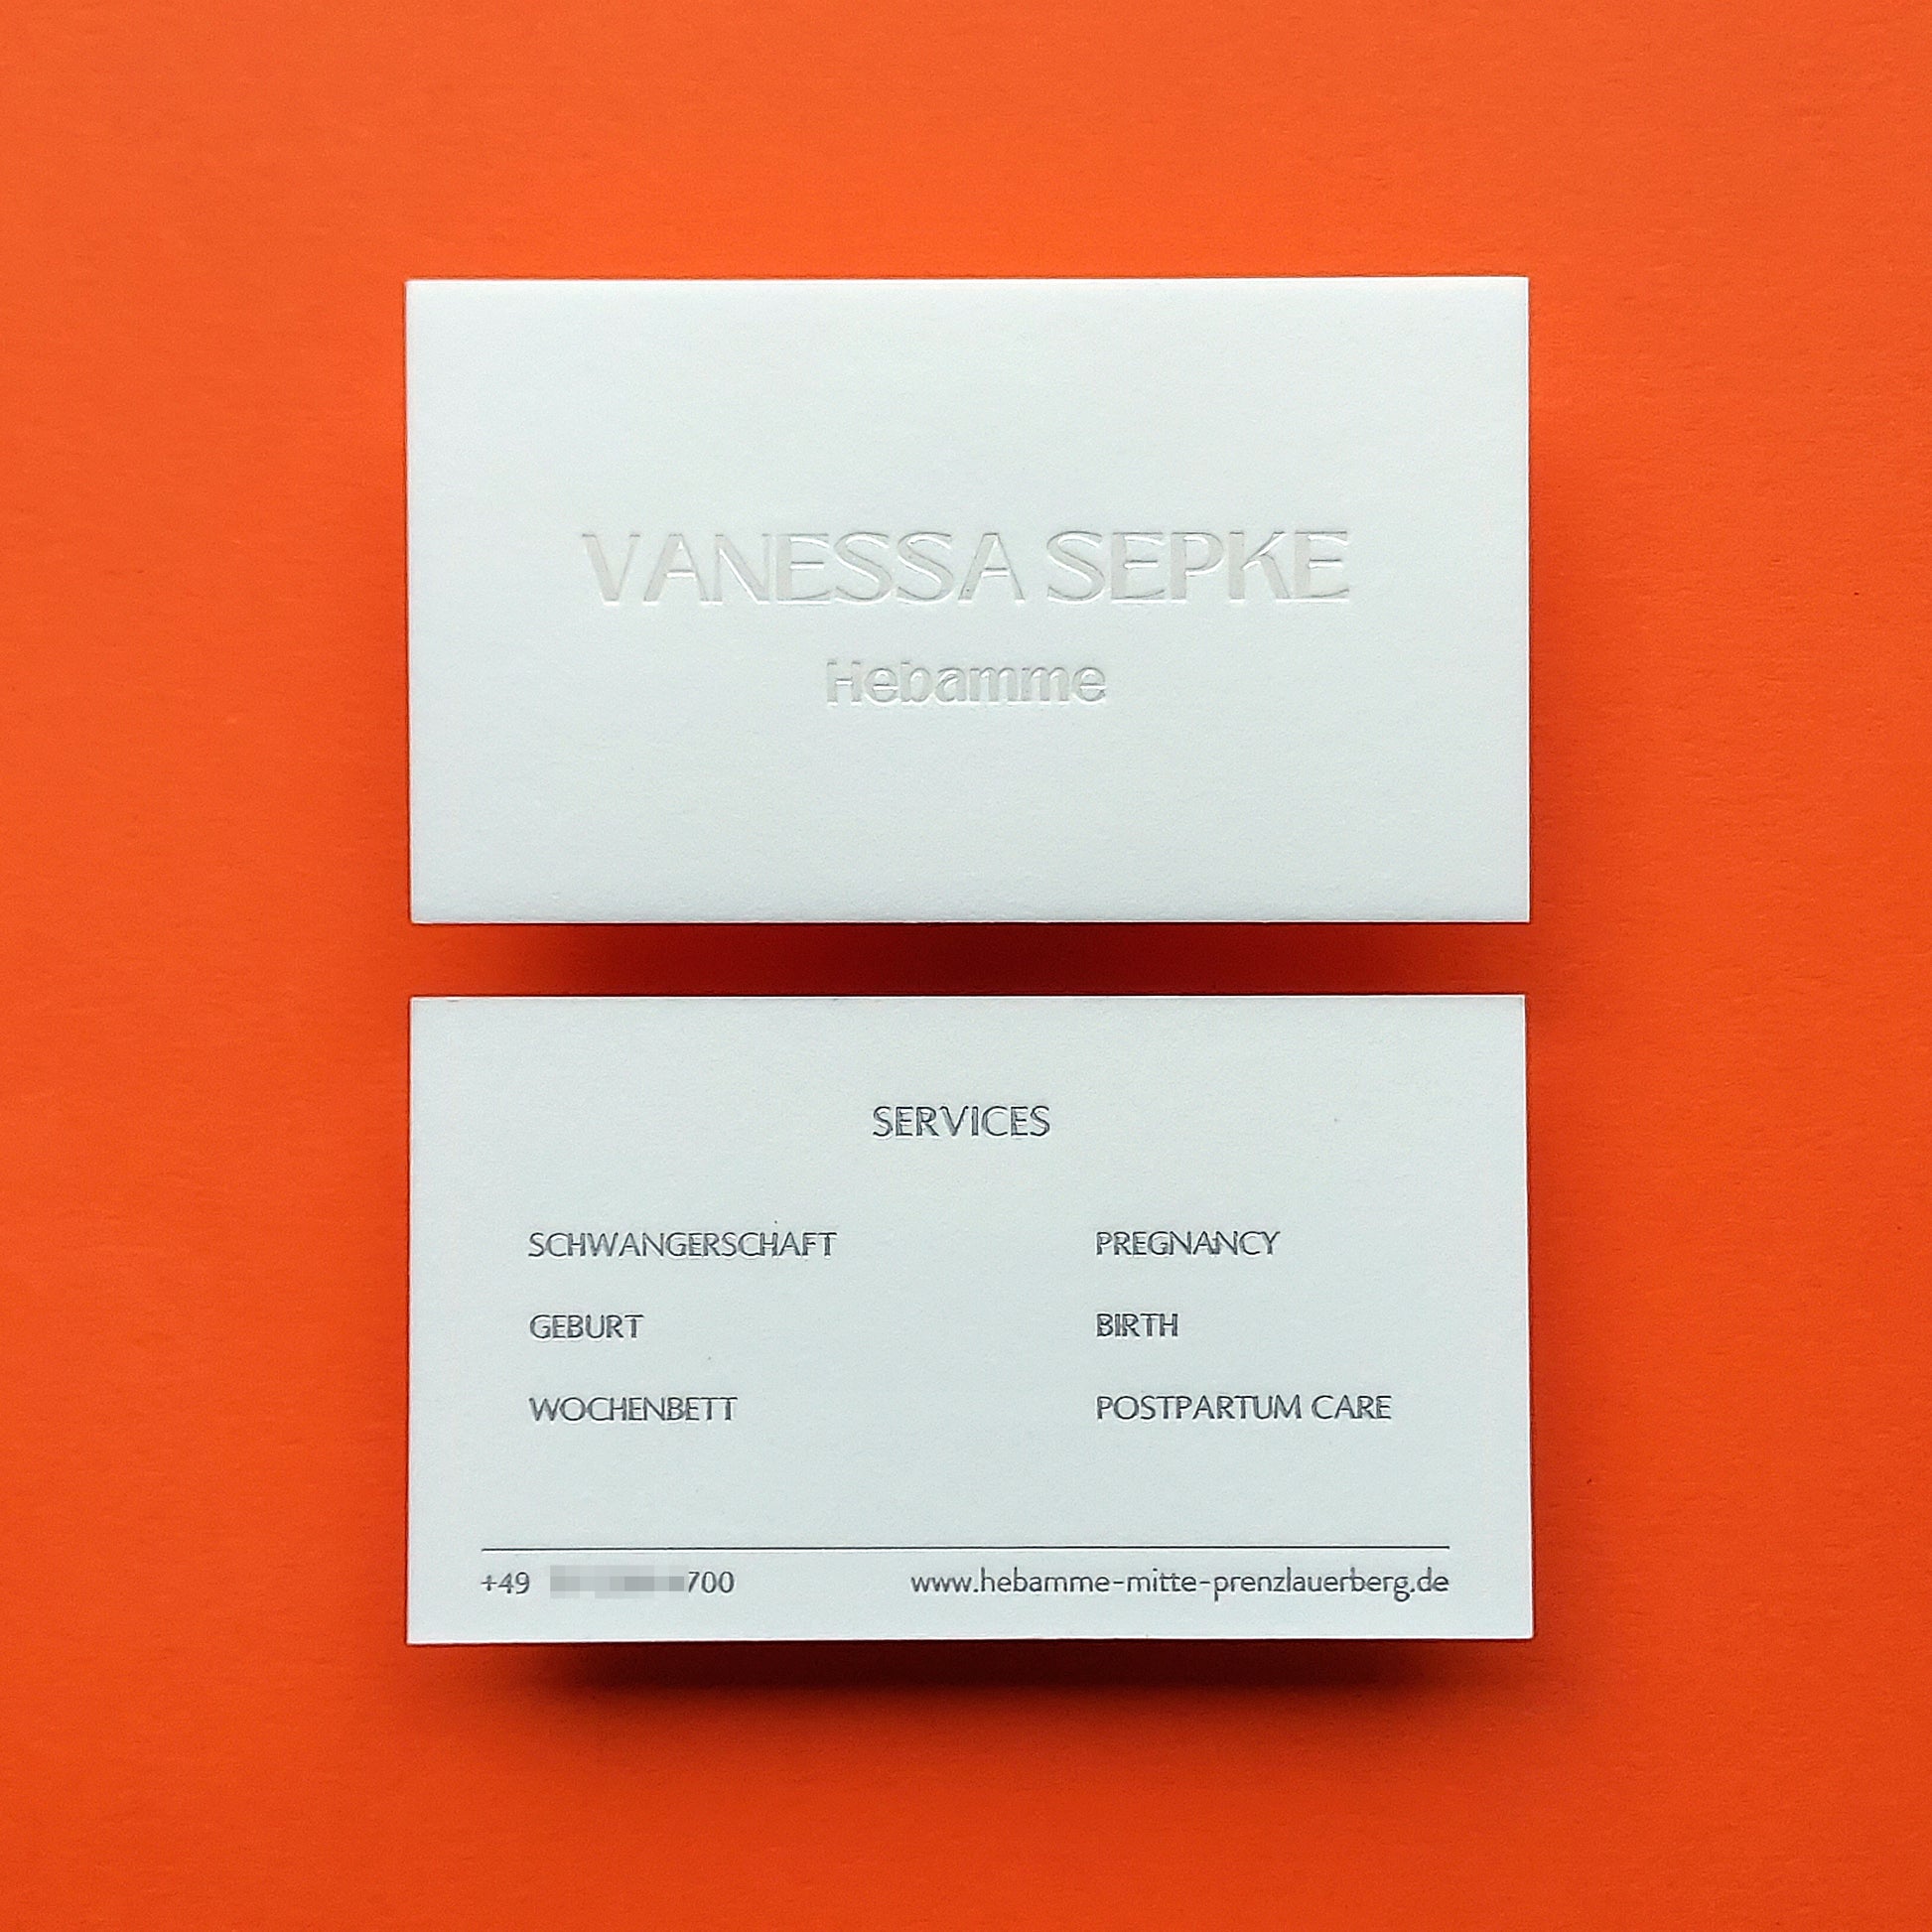 VANESSA SEPKE
Hebamme
SERVICES
SCHWANGERSCHAFT PREGNANCY
GEBURT BIRTH
WOCHENBETT POSTPARTUM CARE
+49 700 www.hebamme-mitte-prenzlauerberg.de